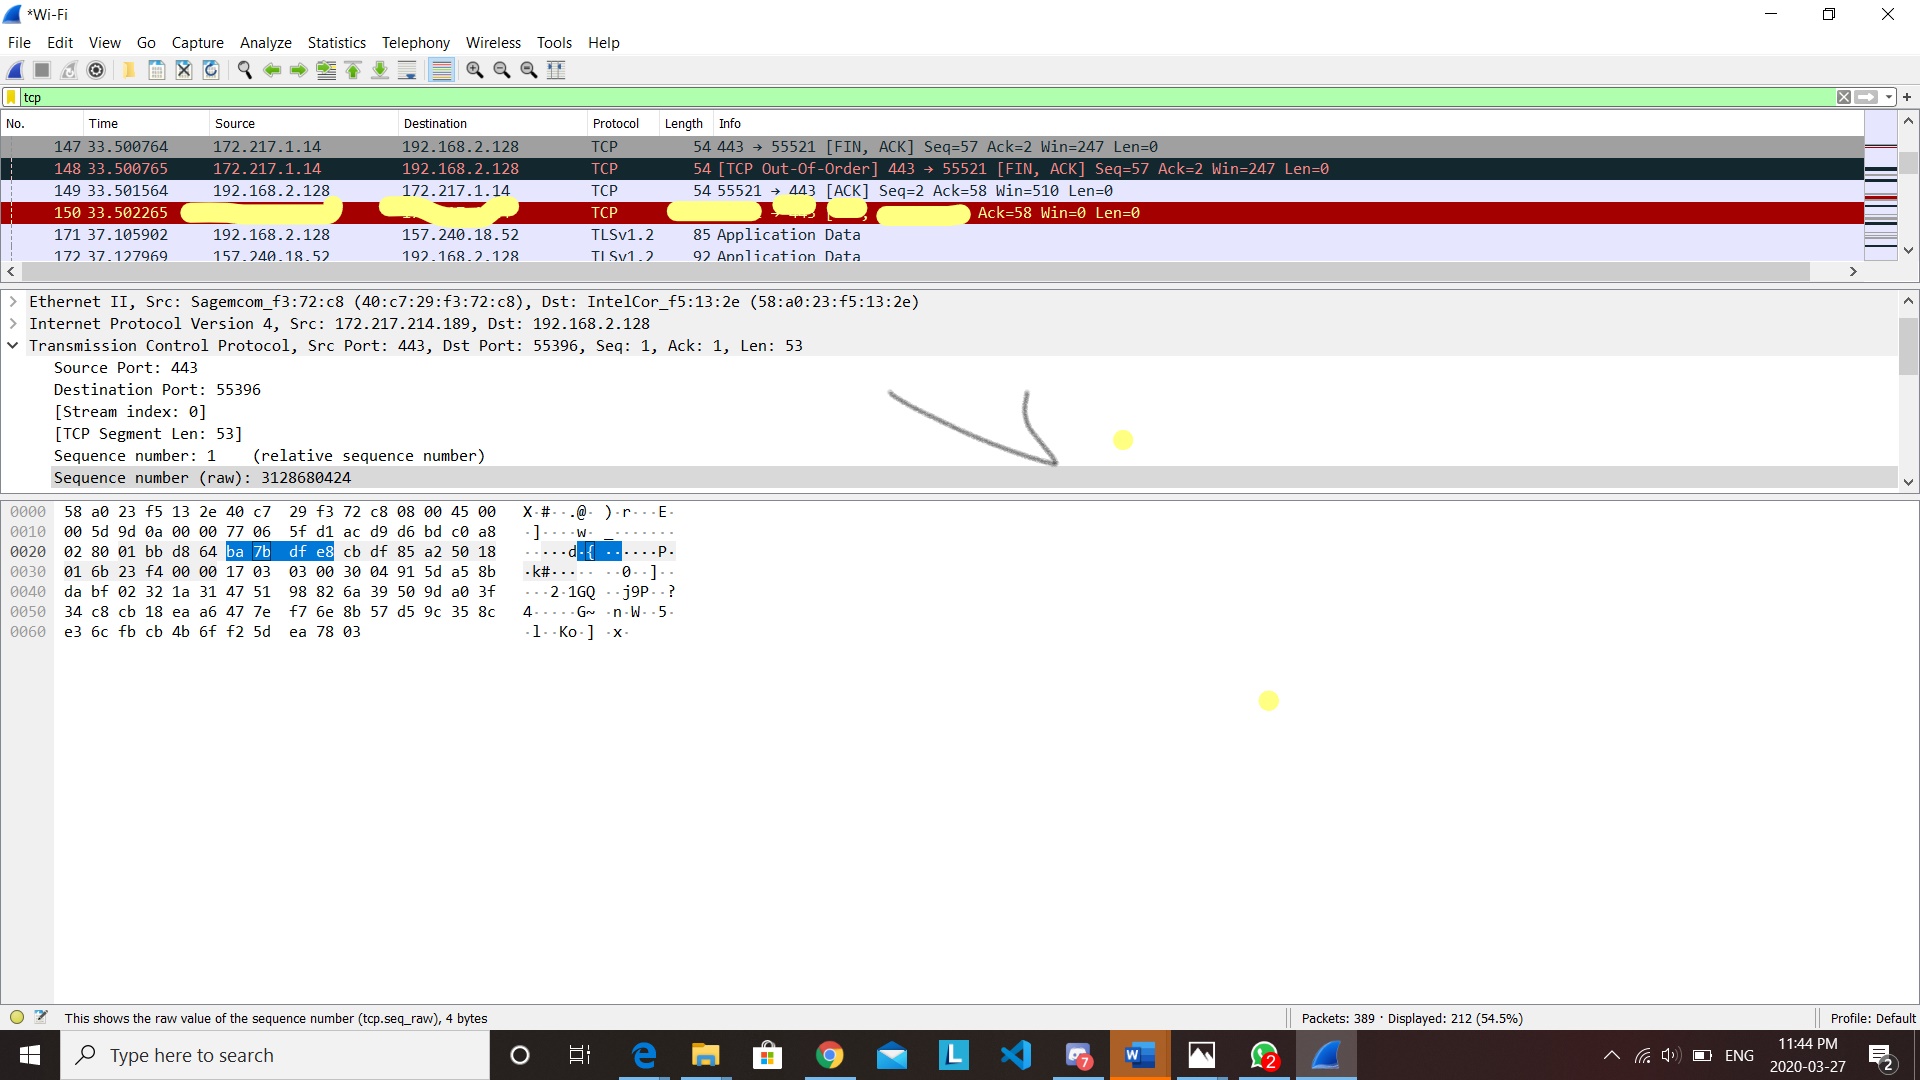 *Wi-Fi
File Edit View Go Capture Analyze Statistics Telephony Wireless Tools Help
tcp
No. Time Source Destination Protocol Length Info
147 33.500764 172.217.1.14 192.168.2.128 TCP 54 443 → 55521 [FIN, ACK] Seq=57 Ack=2 Win=247 Len=0
148 33.500765 172.217.1.14 192.168.2.128 TCP 54 [TCP Out-Of-Order] 443 → 55521 [FIN, ACK] Seq=57 Ack=2 Win=247 Len=0
149 33.501564 192.168.2.128 172.217.1.14 TCP 54 55521 → 443 [ACK] Seq=2 Ack=58 Win=510 Len=0
150 33.502265 TCP → 443 Ack=58 Win=0 Len=0
171 37.105902 192.168.2.128 157.240.18.52 TLSv1.2 85 Application Data
172 37.127969 157.240.18.52 192.168.2.128 TLSv1.2 92 Application Data
Ethernet II, Src: Sagemcom_f3:72:c8 (40:c7:29:f3:72:c8), Dst: IntelCor_f5:13:2e (58:a0:23:f5:13:2e)
Internet Protocol Version 4, Src: 172.217.214.189, Dst: 192.168.2.128
Transmission Control Protocol, Src Port: 443, Dst Port: 55396, Seq: 1, Ack: 1, Len: 53
Source Port: 443
Destination Port: 55396
[Stream index: 0]
[TCP Segment Len: 53]
Sequence number: 1 (relative sequence number)
Sequence number (raw): 3128680424
0000 58 a0 23 f5 13 2e 40 c7 29 f3 72 c8 08 00 45 00 X·#··.@· )·r···E·
0010 00 5d 9d 0a 00 00 77 06 5f d1 ac d9 d6 bd c0 a8 ·]····w· _·······
0020 02 80 01 bb d8 64 ba 7b df e8 cb df 85 a2 50 18 ·····d·{ ······P·
0030 01 6b 23 f4 00 00 17 03 03 00 30 04 91 5d a5 8b ·k#····· ··0··]··
0040 da bf 02 32 1a 31 47 51 98 82 6a 39 50 9d a0 3f ···2·1GQ ··j9P··?
0050 34 c8 cb 18 ea a6 47 7e f7 6e 8b 57 d5 9c 35 8c 4·····G~ ·n·W··5·
0060 e3 6c fb cb 4b 6f f2 5d ea 78 03 ·l··Ko·] ·x·
This shows the raw value of the sequence number (tcp.seq_raw), 4 bytes
Packets: 389 · Displayed: 212 (54.5%)
Profile: Default
Type here to search
L
7
W
2
ENG
11:44 PM
2020-03-27
2